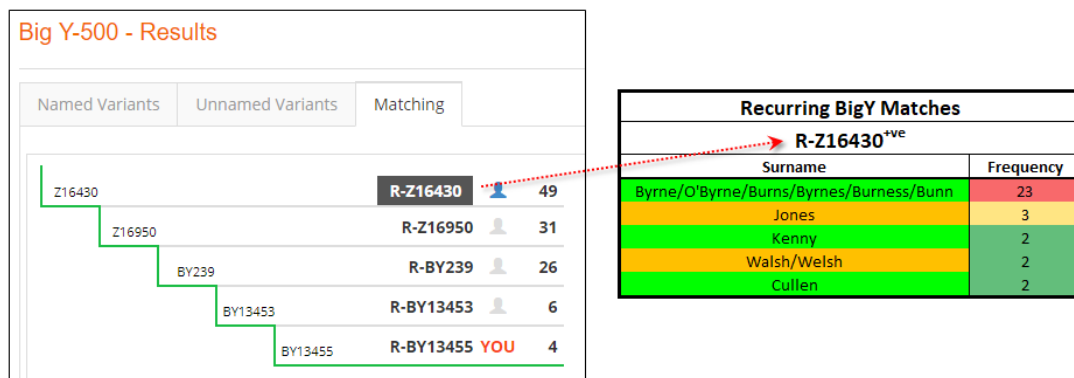 Big Y-500 - Results
Named Variants Unnamed Variants Matching
Z16430 R-Z16430 49
Z16950 R-Z16950 31
BY239 R-BY239 26
BY13453 R-BY13453 6
BY13455 R-BY13455 YOU 4
Recurring BigY Matches
R-Z16430+ve
Surname Frequency
Byrne/O'Byrne/Burns/Byrnes/Burness/Bunn 23
Jones 3
Kenny 2
Walsh/Welsh 2
Cullen 2